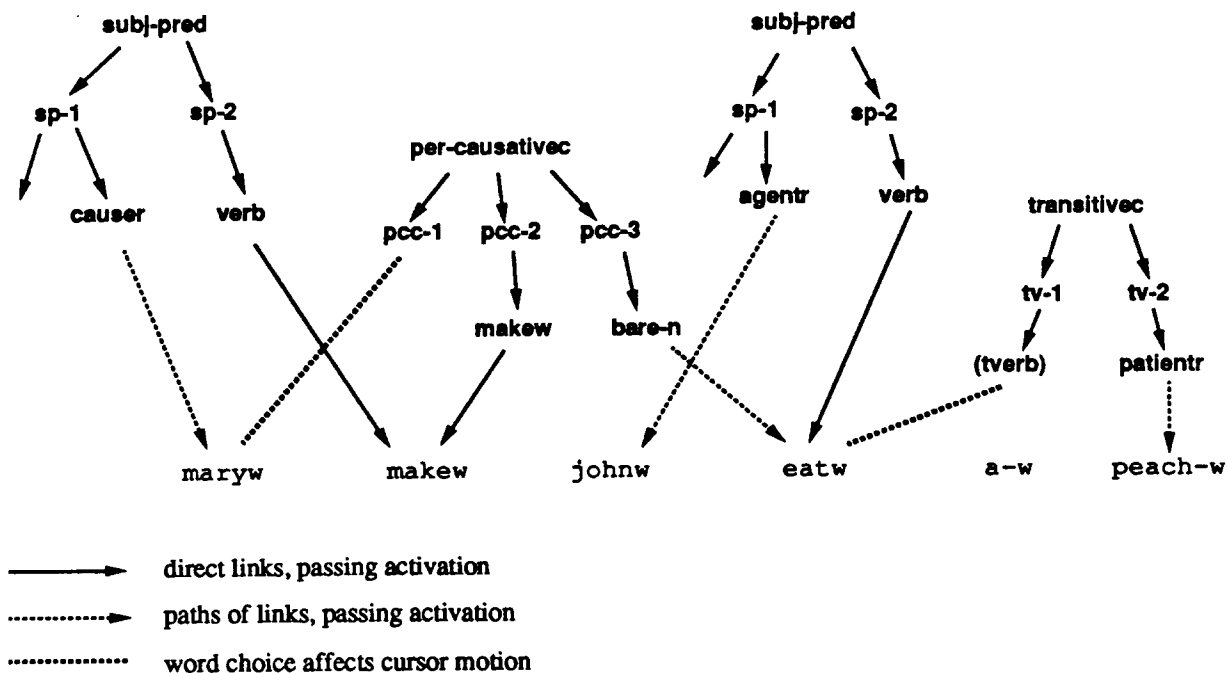 subj-pred subj-pred
sp-1 sp-2 sp-1 sp-2
per-causativec
causer verb agentr verb transitivec
pcc-1 pcc-2 pcc-3
tv-1 tv-2
makew bare-n
(tverb) patientr
maryw makew johnw eatw a-w peach-w
direct links, passing activation
paths of links, passing activation
word choice affects cursor motion